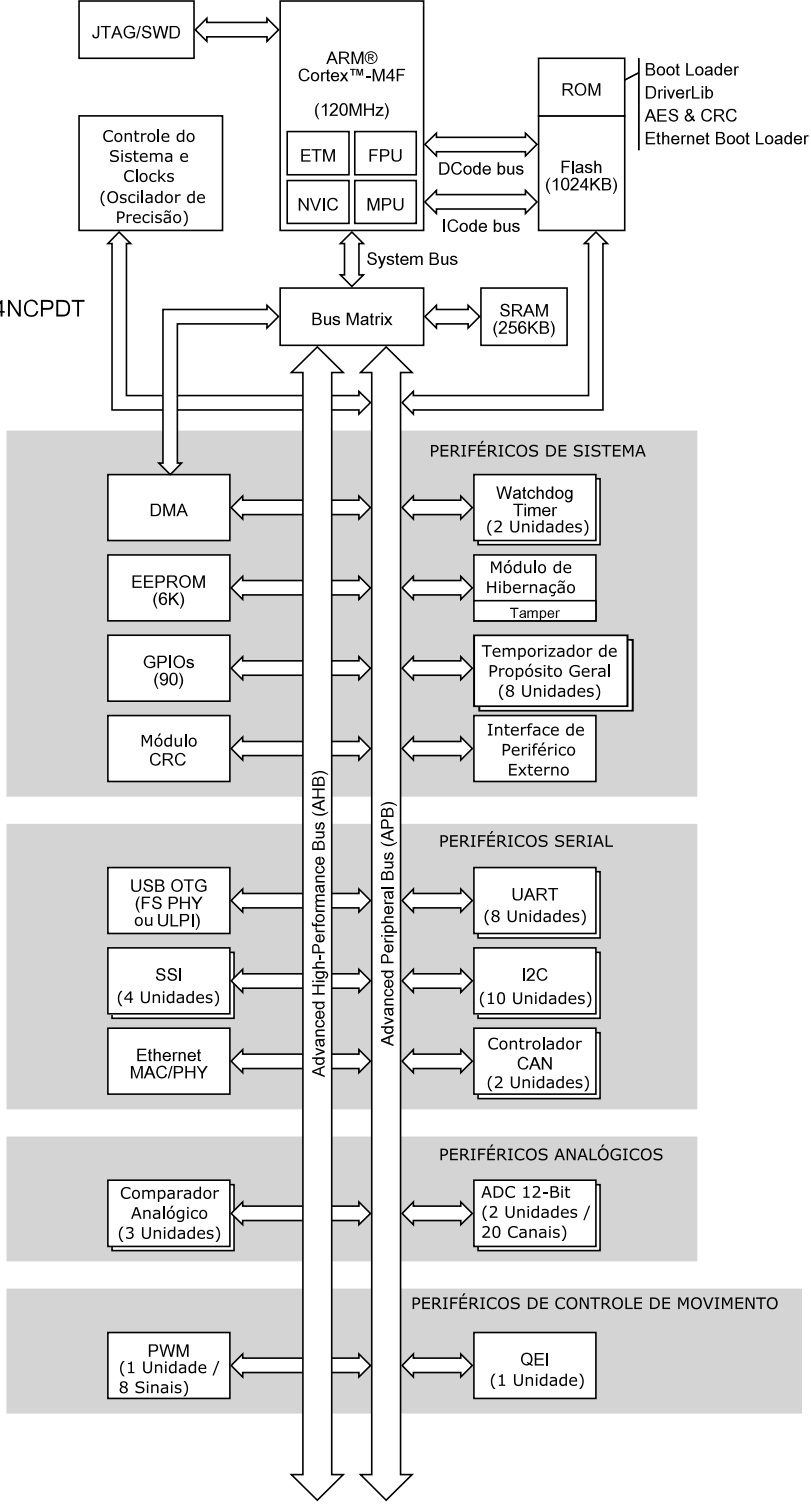 JTAG/SWD
ARM®
Cortex™-M4F
(120MHz)
ETM
FPU
NVIC
MPU
ROM
Boot Loader
DriverLib
AES & CRC
Ethernet Boot Loader
Flash
(1024KB)
DCode bus
ICode bus
Controle do
Sistema e
Clocks
(Oscilador de
Precisão)
System Bus
4NCPDT
Bus Matrix
SRAM
(256KB)
PERIFÉRICOS DE SISTEMA
DMA
Watchdog
Timer
(2 Unidades)
EEPROM
(6K)
Módulo de
Hibernação
Tamper
GPIOs
(90)
Temporizador de
Propósito Geral
(8 Unidades)
Módulo
CRC
Interface de
Periférico
Externo
Advanced High-Performance Bus (AHB)
Advanced Peripheral Bus (APB)
PERIFÉRICOS SERIAL
USB OTG
(FS PHY
ou ULPI)
UART
(8 Unidades)
SSI
(4 Unidades)
I2C
(10 Unidades)
Ethernet
MAC/PHY
Controlador
CAN
(2 Unidades)
PERIFÉRICOS ANALÓGICOS
Comparador
Analógico
(3 Unidades)
ADC 12-Bit
(2 Unidades /
20 Canais)
PERIFÉRICOS DE CONTROLE DE MOVIMENTO
PWM
(1 Unidade /
8 Sinais)
QEI
(1 Unidade)